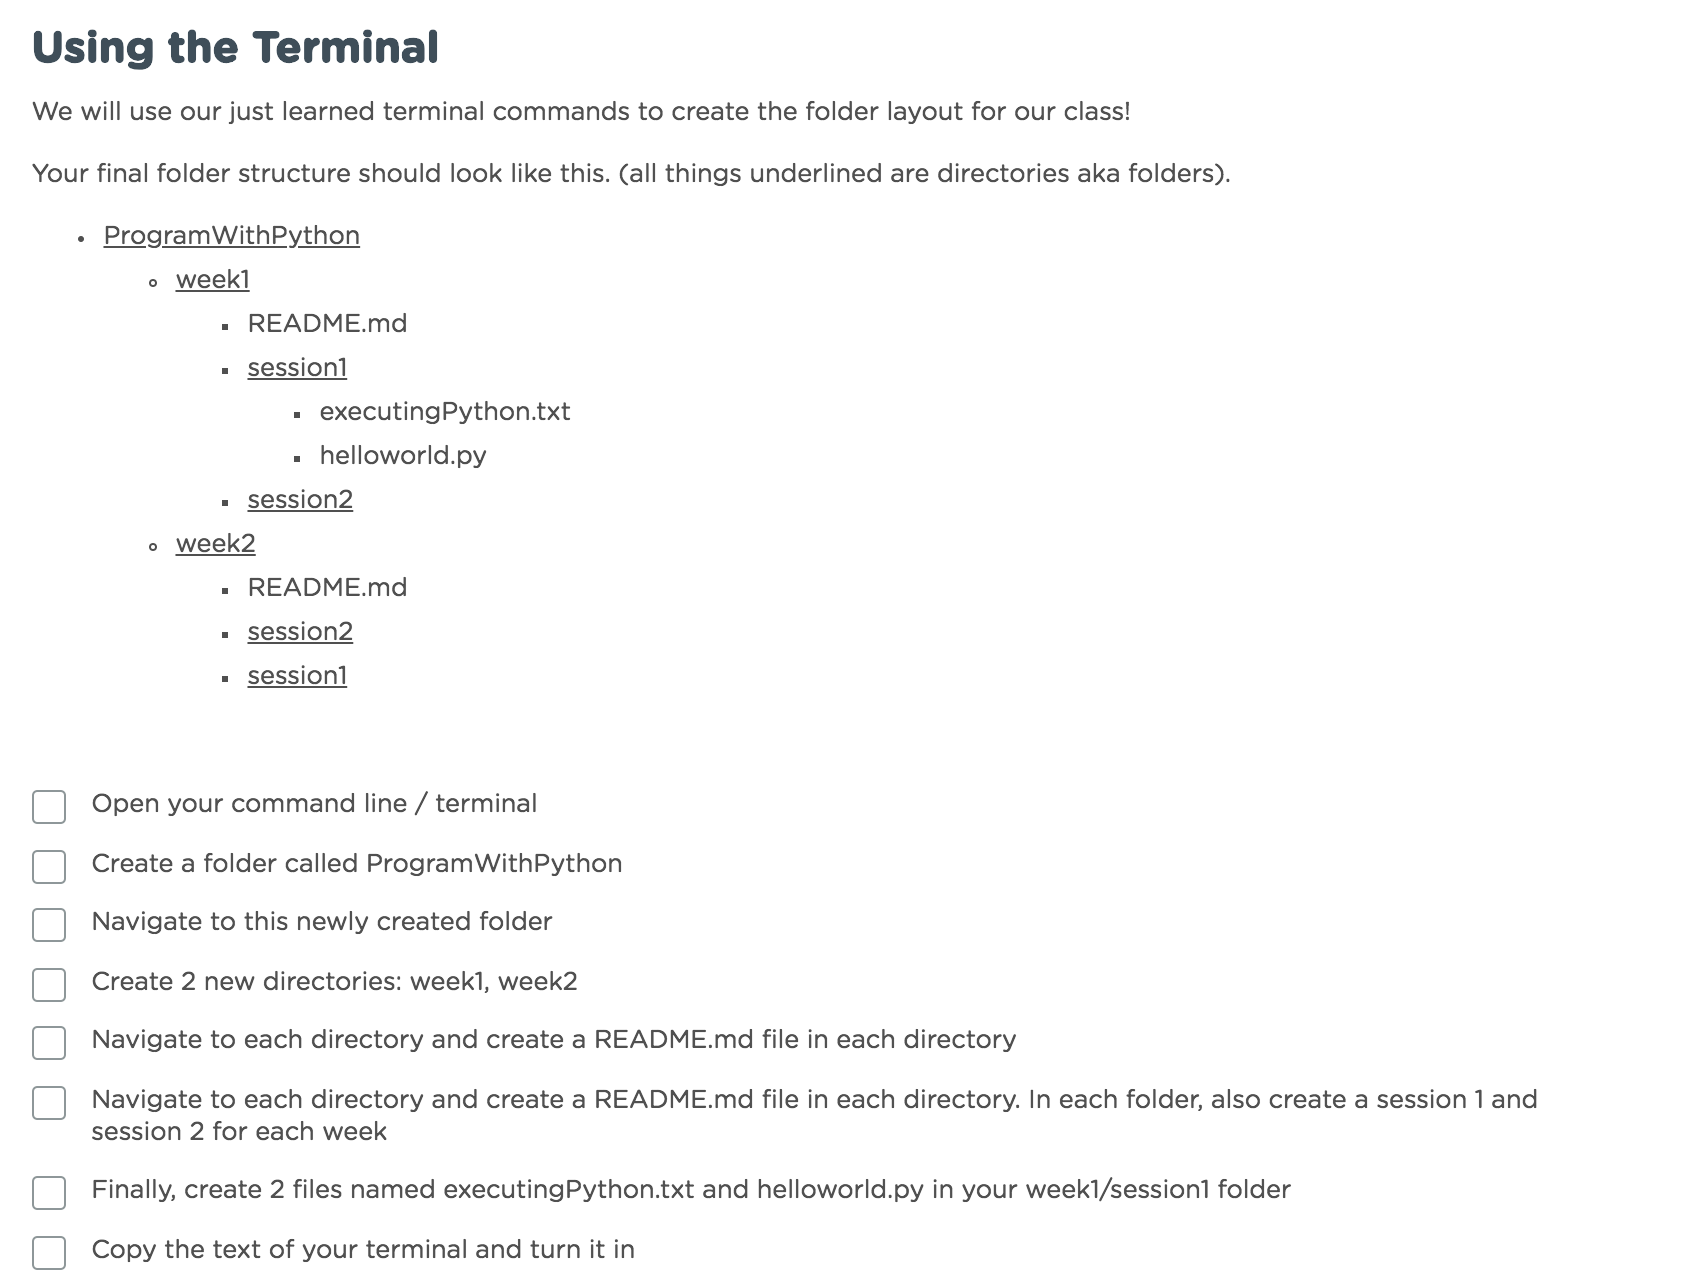 Using the Terminal
We will use our just learned terminal commands to create the folder layout for our class!
Your final folder structure should look like this. (all things underlined are directories aka folders).
ProgramWithPython
week1
README.md
session1
executingPython.txt
helloworld.py
session2
week2
README.md
session2
session1
Open your command line / terminal
Create a folder called ProgramWithPython
Navigate to this newly created folder
Create 2 new directories: week1, week2
Navigate to each directory and create a README.md file in each directory
Navigate to each directory and create a README.md file in each directory. In each folder, also create a session 1 and
session 2 for each week
Finally, create 2 files named executingPython.txt and helloworld.py in your week1/session1 folder
Copy the text of your terminal and turn it in